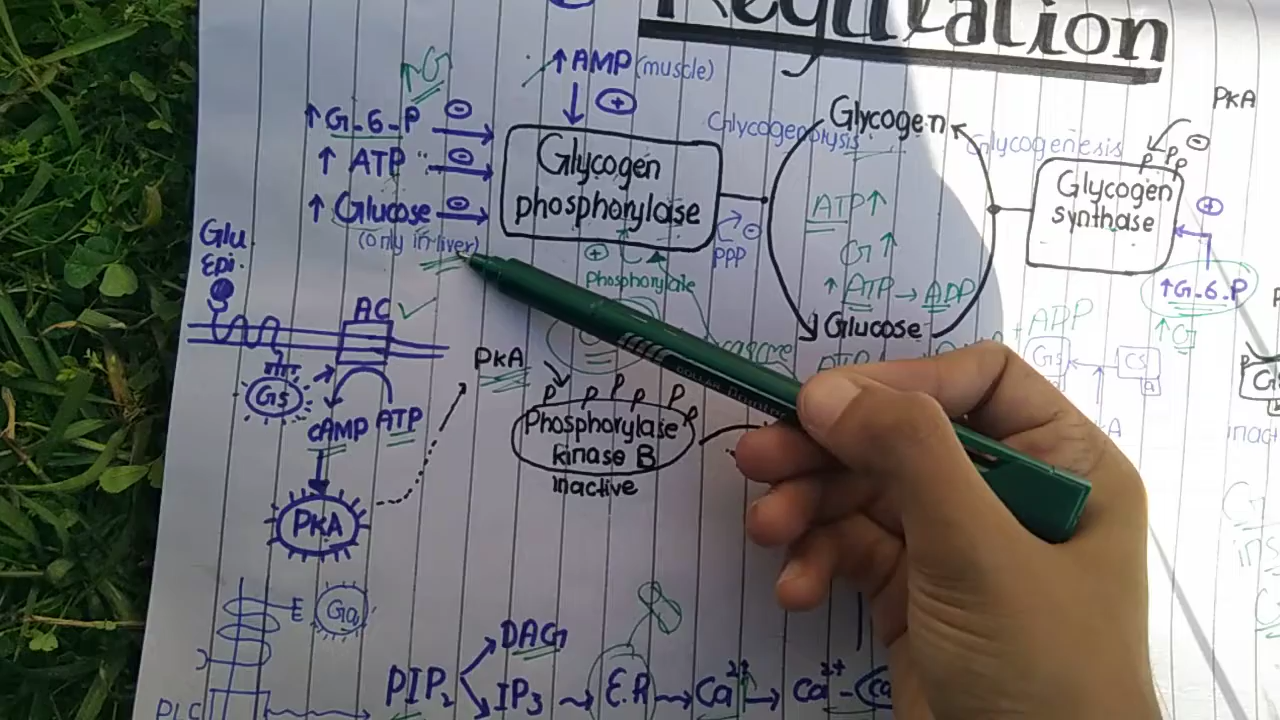 Regulation
↑ G
↑ AMP (muscle)
+
PKA
↑ G-6-P -
Glycogen
Glycogenolysis
Glycogenesis
P P P -
↑ ATP -
Glycogen
phosphorylase
Glycogen
synthase
↑ Glucose -
(only in liver)
ATP ↑
+
Glu
Epi.
+
Phosphorylate
PPP -
G ↑
↑ ATP → ADP
↑ G-6-P
↑ G
AC
Glucose
ADP
PKA
ATP
Gs
P P P P P P
cAMP ATP
Phosphorylase
kinase B
inactive
PKA
E Gq
DAG
PIP2
IP3 → E.R → Ca2+ → Ca2+ -
PLC